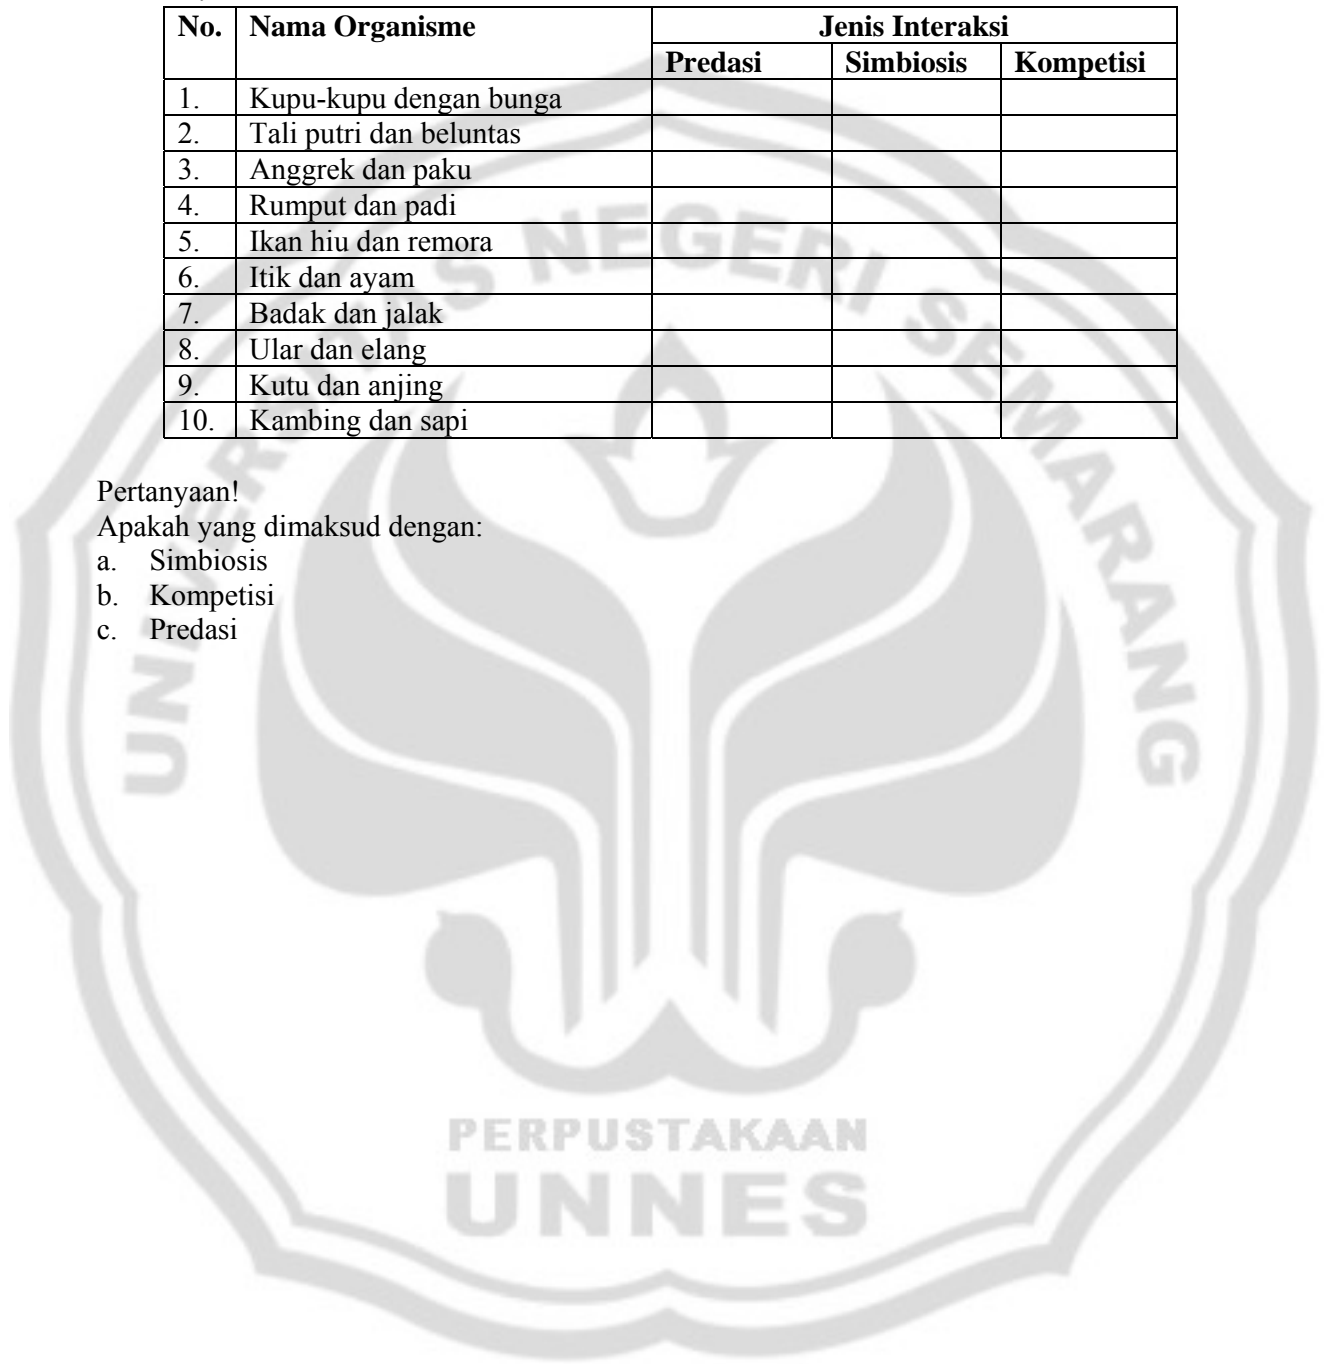 No. Nama Organisme Jenis Interaksi
Predasi Simbiosis Kompetisi
1. Kupu-kupu dengan bunga
2. Tali putri dan beluntas
3. Anggrek dan paku
4. Rumput dan padi
5. Ikan hiu dan remora
6. Itik dan ayam
7. Badak dan jalak
8. Ular dan elang
9. Kutu dan anjing
10. Kambing dan sapi
Pertanyaan!
Apakah yang dimaksud dengan:
a. Simbiosis
b. Kompetisi
c. Predasi
UNIVERSITAS NEGERI SEMARANG
PERPUSTAKAAN
UNNES